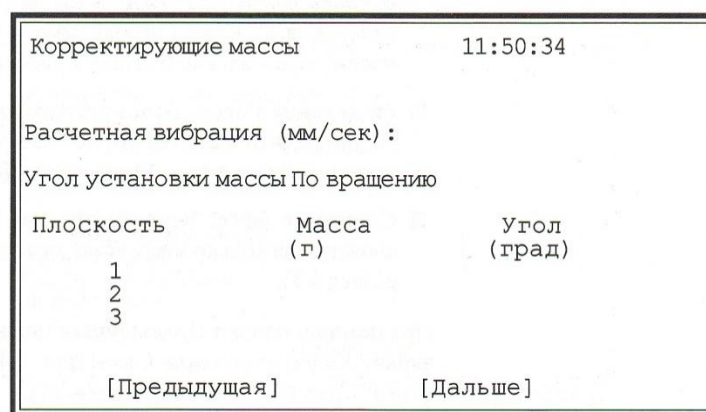 Корректирующие массы 11:50:34
Расчетная вибрация (мм/сек):
Угол установки массы По вращению
Плоскость Масса Угол
(г) (град)
1
2
3
[Предыдущая] [Дальше]